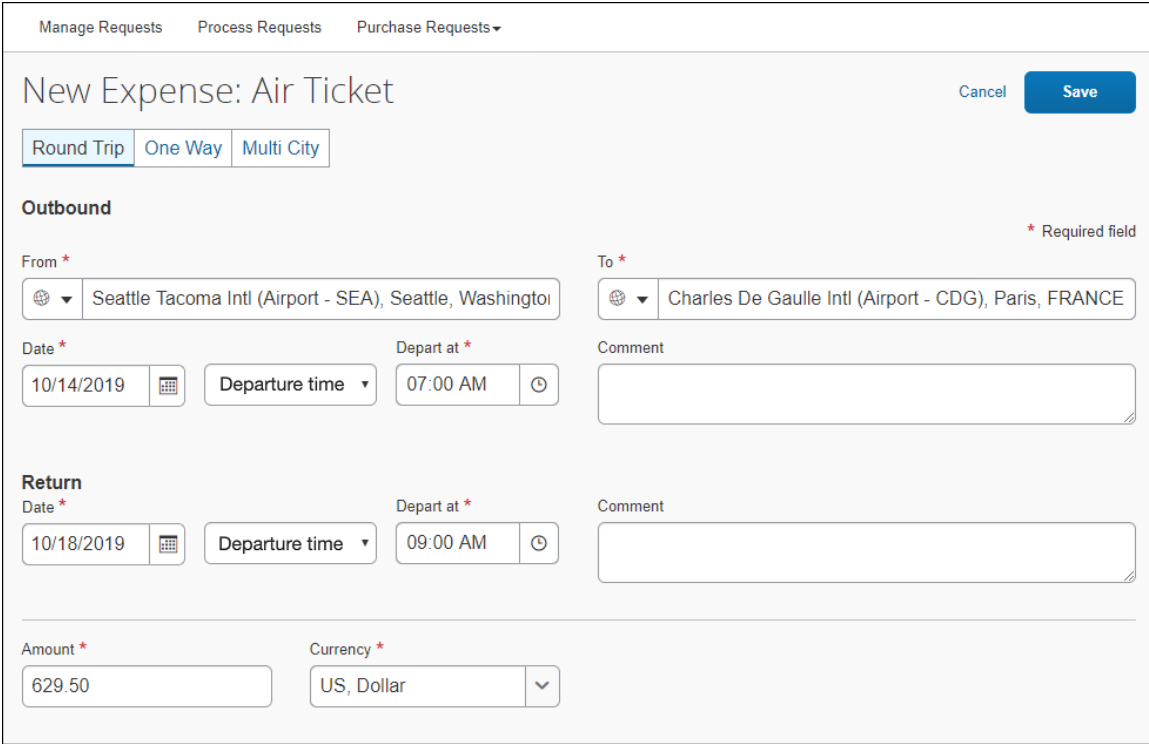 Manage Requests Process Requests Purchase Requests
New Expense: Air Ticket
Cancel Save
Round Trip One Way Multi City
Outbound
* Required field
From * To *
Seattle Tacoma Intl (Airport - SEA), Seattle, Washingto Charles De Gaulle Intl (Airport - CDG), Paris, FRANCE
Date * Depart at * Comment
10/14/2019 Departure time 07:00 AM
Return
Date * Depart at * Comment
10/18/2019 Departure time 09:00 AM
Amount * Currency *
629.50 US, Dollar